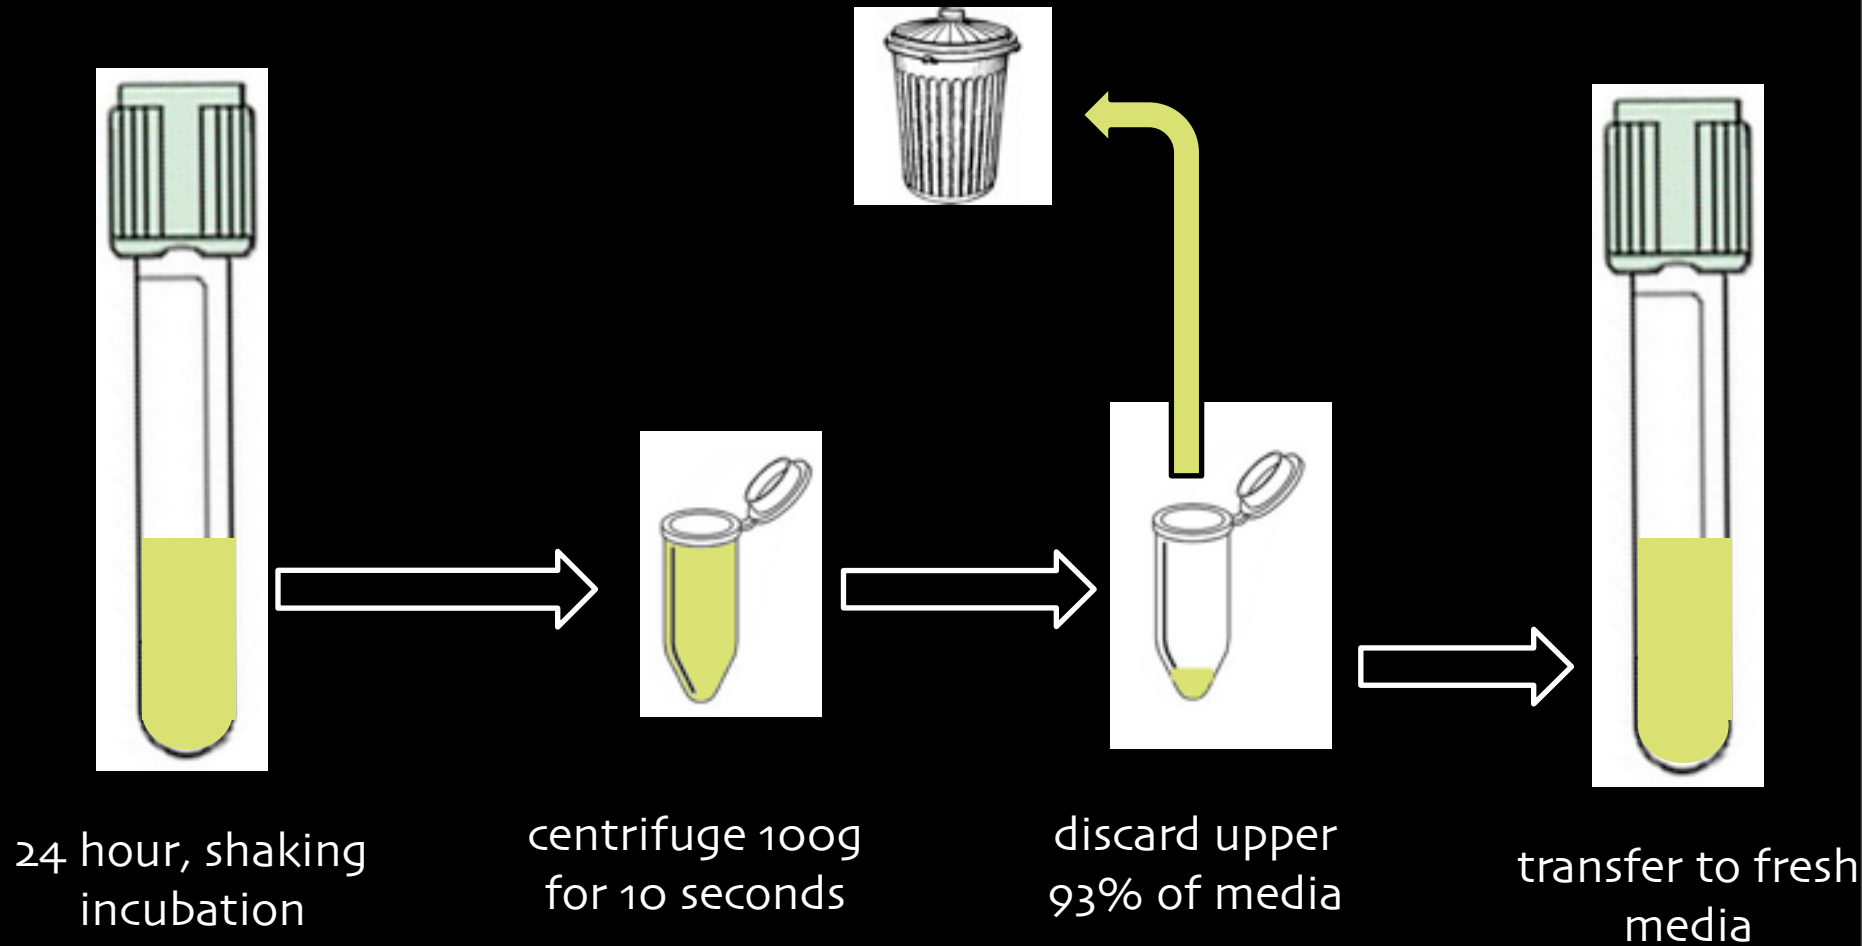 24 hour, shaking
incubation
centrifuge 100g
for 10 seconds
discard upper
93% of media
transfer to fresh
media